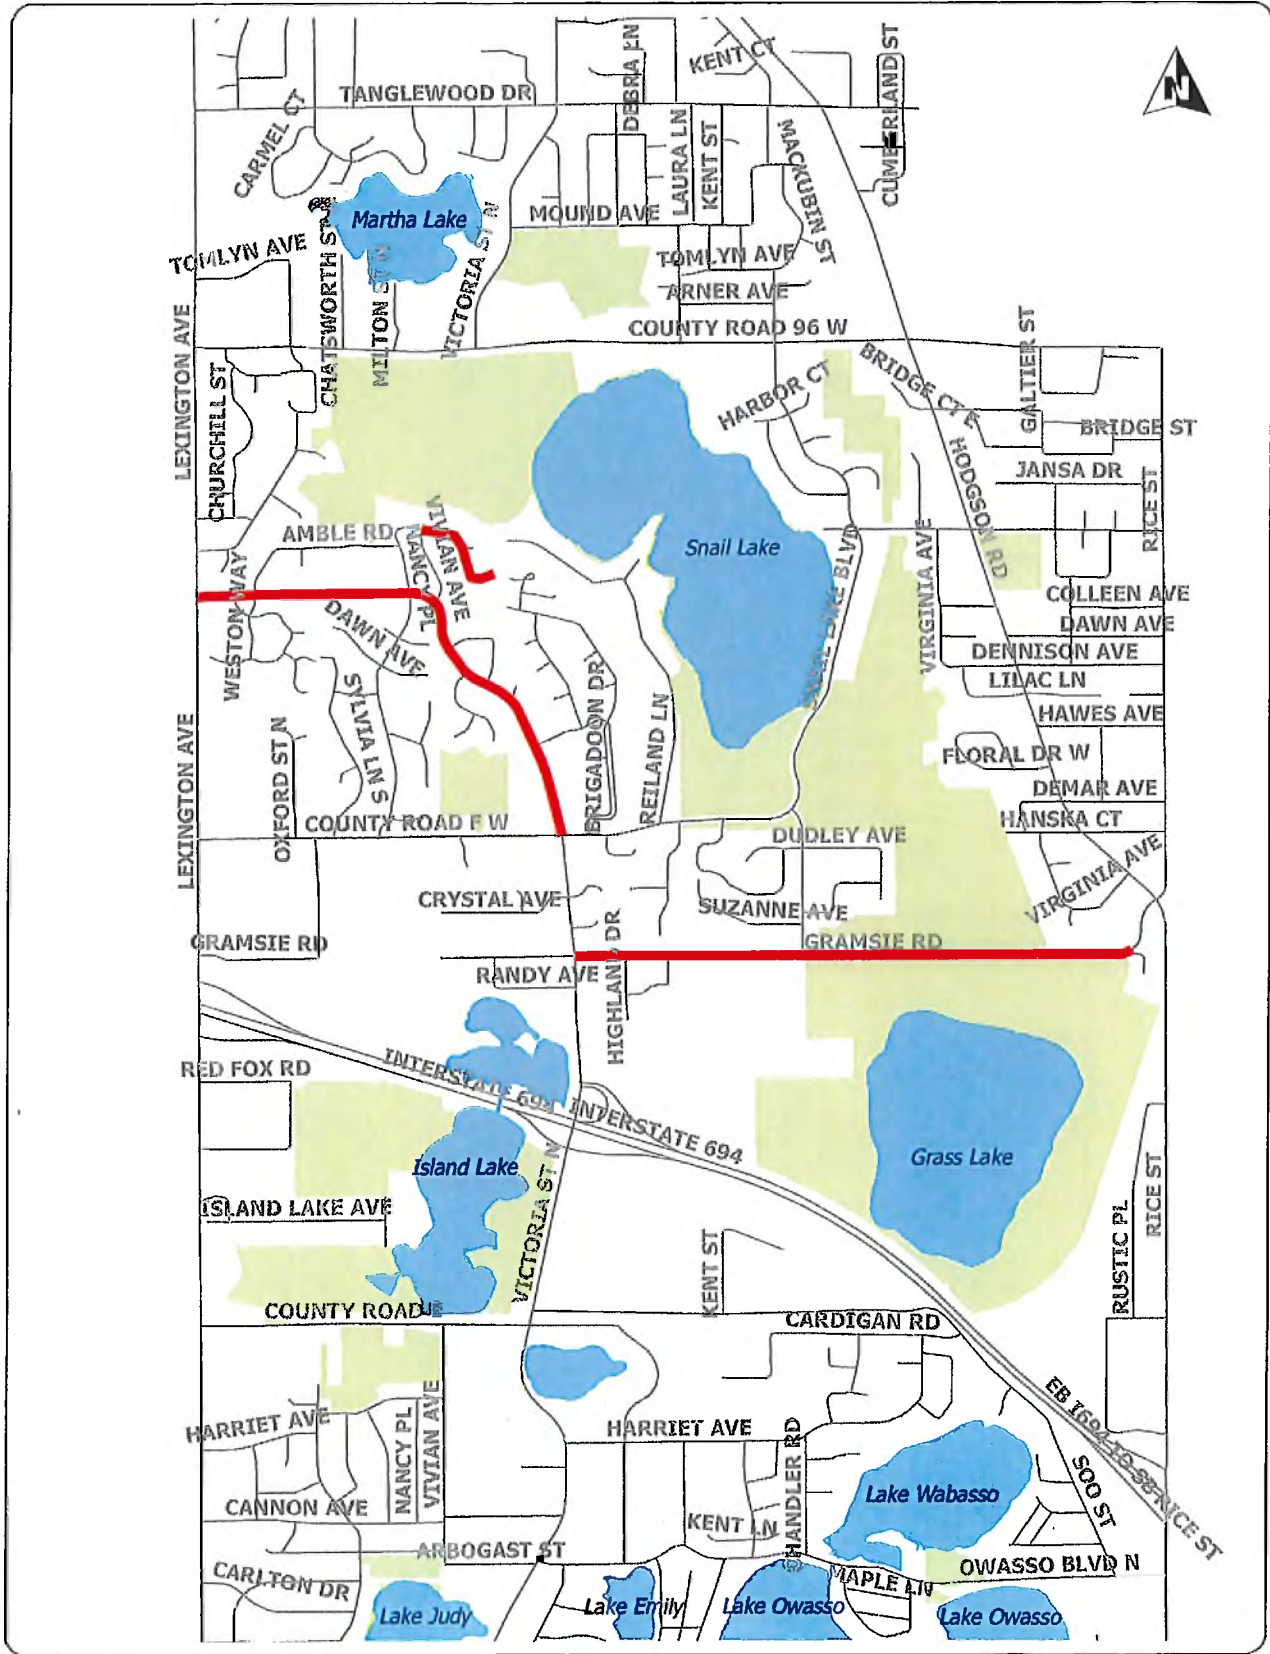 DEBRA LN
KENT CT
CUMBERLAND ST
N
TANGLEWOOD DR
CARMEL CT
LAURA LN
KENT ST
MACKUBIN ST
Martha Lake
MOUND AVE
TOMLYN AVE
CHATSWORTH ST N
MILTON ST N
VICTORIA ST N
TOMLYN AVE
ARNER AVE
COUNTY ROAD 96 W
LEXINGTON AVE
CHURCHILL ST
HARBOR CT
BRIDGE CT E
GALTIER ST
BRIDGE ST
HODGSON RD
JANSA DR
RICE ST
AMBLE RD
NANCY PL
VIVIAN AVE
Snail Lake
SNAIL LAKE BLVD
VIRGINIA AVE
COLLEEN AVE
DAWN AVE
DENNISON AVE
LILAC LN
HAWES AVE
FLORAL DR W
DEMAR AVE
HANSKA CT
WESTON WAY
DAWN AVE
SYLVIA LN S
OXFORD ST N
BRIGADOON DR
REILAND LN
LEXINGTON AVE
COUNTY ROAD F W
DUDLEY AVE
VIRGINIA AVE
CRYSTAL AVE
SUZANNE AVE
HIGHLAND DR
GRAMSIE RD
GRAMSIE RD
RANDY AVE
RED FOX RD
INTERSTATE 694
INTERSTATE 694
Island Lake
Grass Lake
ISLAND LAKE AVE
VICTORIA ST N
KENT ST
RUSTIC PL
RICE ST
COUNTY ROAD E
CARDIGAN RD
HARRIET AVE
NANCY PL
VIVIAN AVE
HARRIET AVE
CHANDLER RD
EB I694 TO SB RICE ST
SOO ST
Lake Wabasso
CANNON AVE
KENT LN
ARBOGAST ST
CARLTON DR
MAPLE LN
OWASSO BLVD N
Lake Judy
Lake Emily
Lake Owasso
Lake Owasso